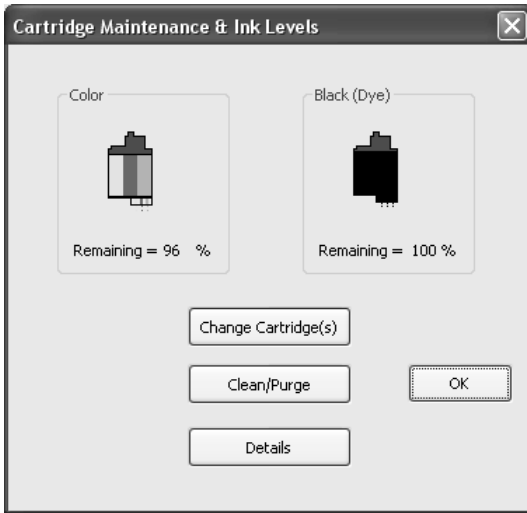 Cartridge Maintenance & Ink Levels
Color
Black (Dye)
Remaining = 96 %
Remaining = 100 %
Change Cartridge(s)
Clean/Purge
OK
Details